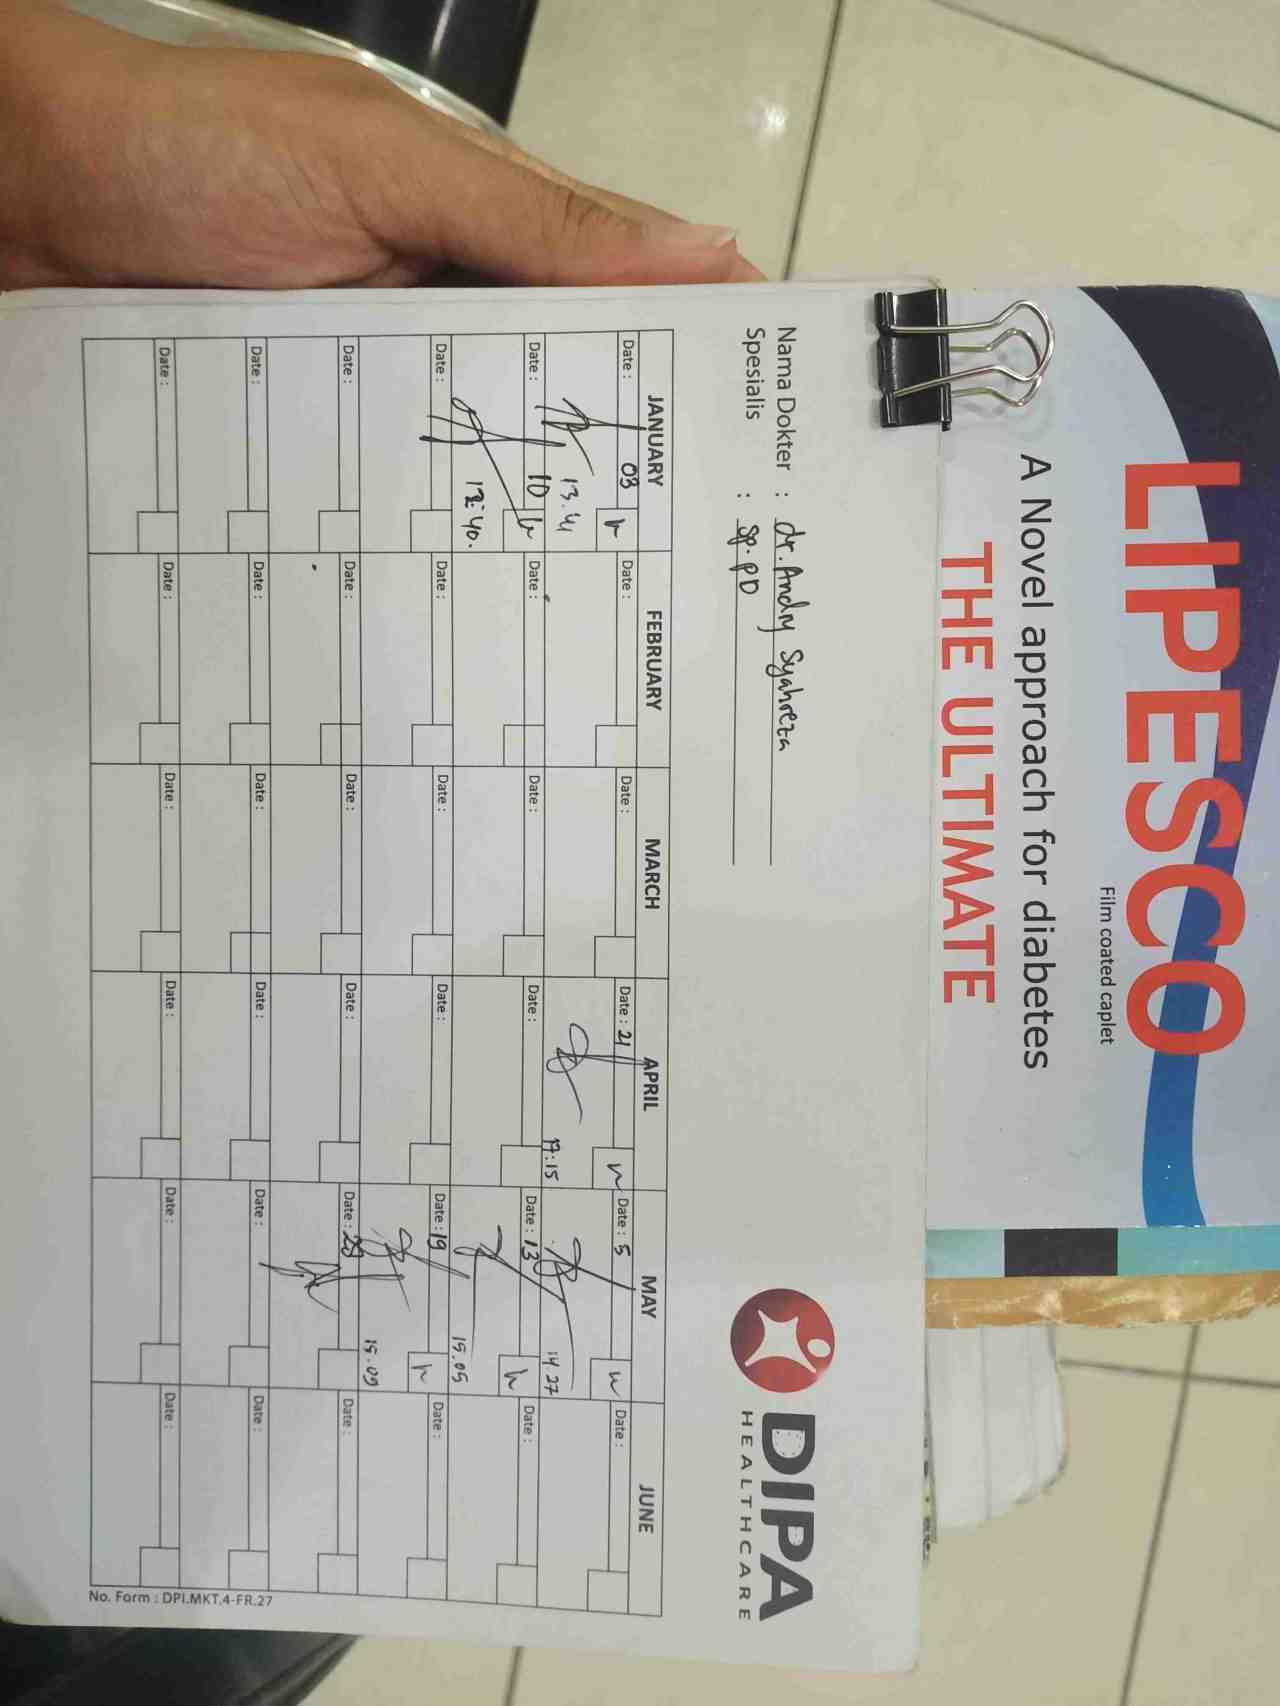 LIPESCO
Film coated caplet
A Novel approach for diabetes
THE ULTIMATE
DIPA
HEALTHCARE
Nama Dokter : dr. Andry Syahreza
Spesialis : Sp.PD
JANUARY FEBRUARY MARCH APRIL MAY JUNE
Date : 03 Date : Date : Date : 21 Date : 5 Date :
13.41 17:15 14.27
Date : 10 Date : Date : Date : Date : 13 Date :
:40. 15.05
Date : Date : Date : Date : Date : 19 Date :
15.09
Date : Date : Date : Date : Date : 28 Date :
Date : Date : Date : Date : Date : Date :
Date : Date : Date : Date : Date : Date :
No. Form : DPI.MKT.4-FR.27